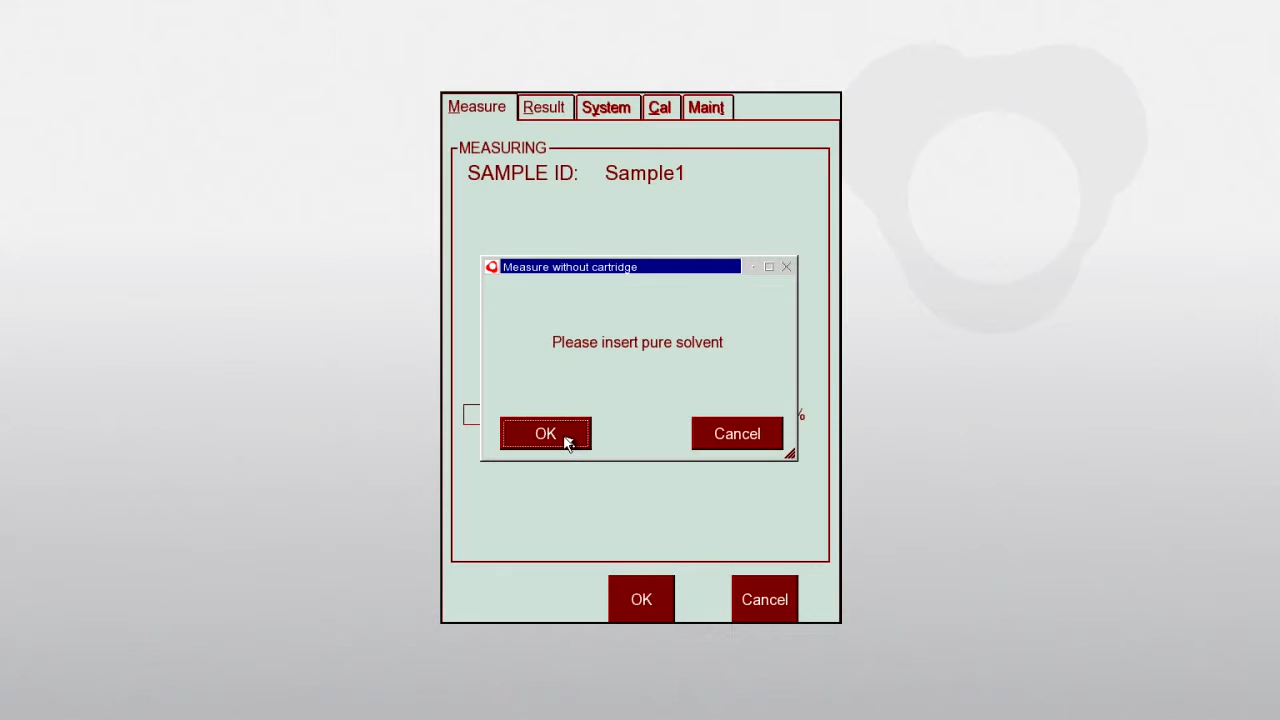 Measure Result System Cal Maint
MEASURING
SAMPLE ID: Sample1
Measure without cartridge
Please insert pure solvent
%
OK Cancel
OK Cancel